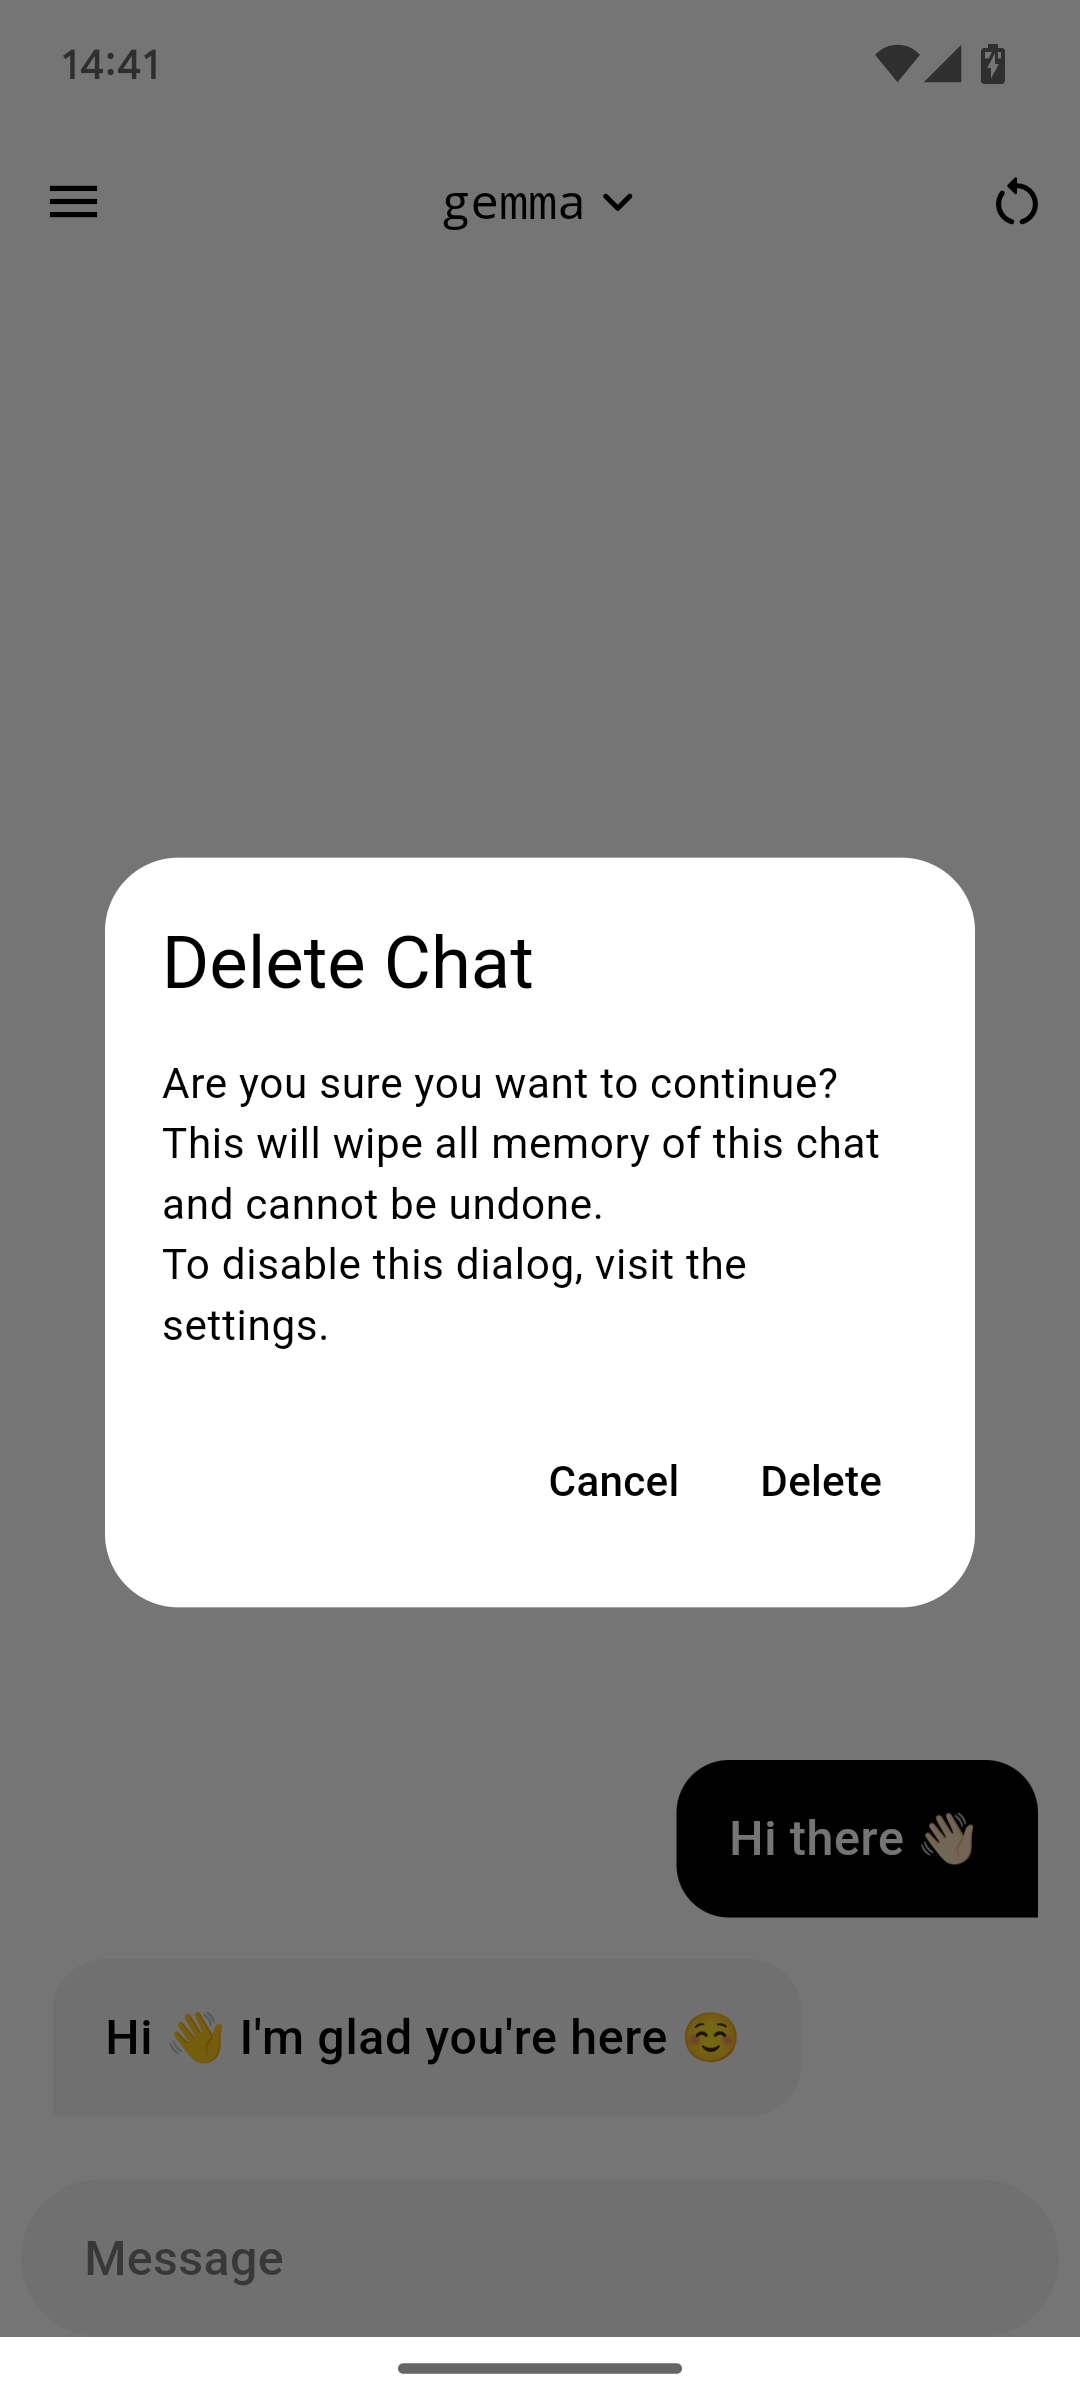 14:41
gemma
Delete Chat
Are you sure you want to continue?
This will wipe all memory of this chat
and cannot be undone.
To disable this dialog, visit the
settings.
Cancel Delete
Hi there 👋🏼
Hi 👋 I'm glad you're here ☺️
Message